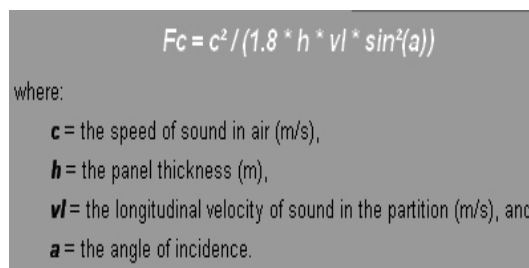 Fc = c² / (1.8 * h * vl * sin²(a))
where:
c = the speed of sound in air (m/s),
h = the panel thickness (m),
vl = the longitudinal velocity of sound in the partition (m/s), and
a = the angle of incidence.